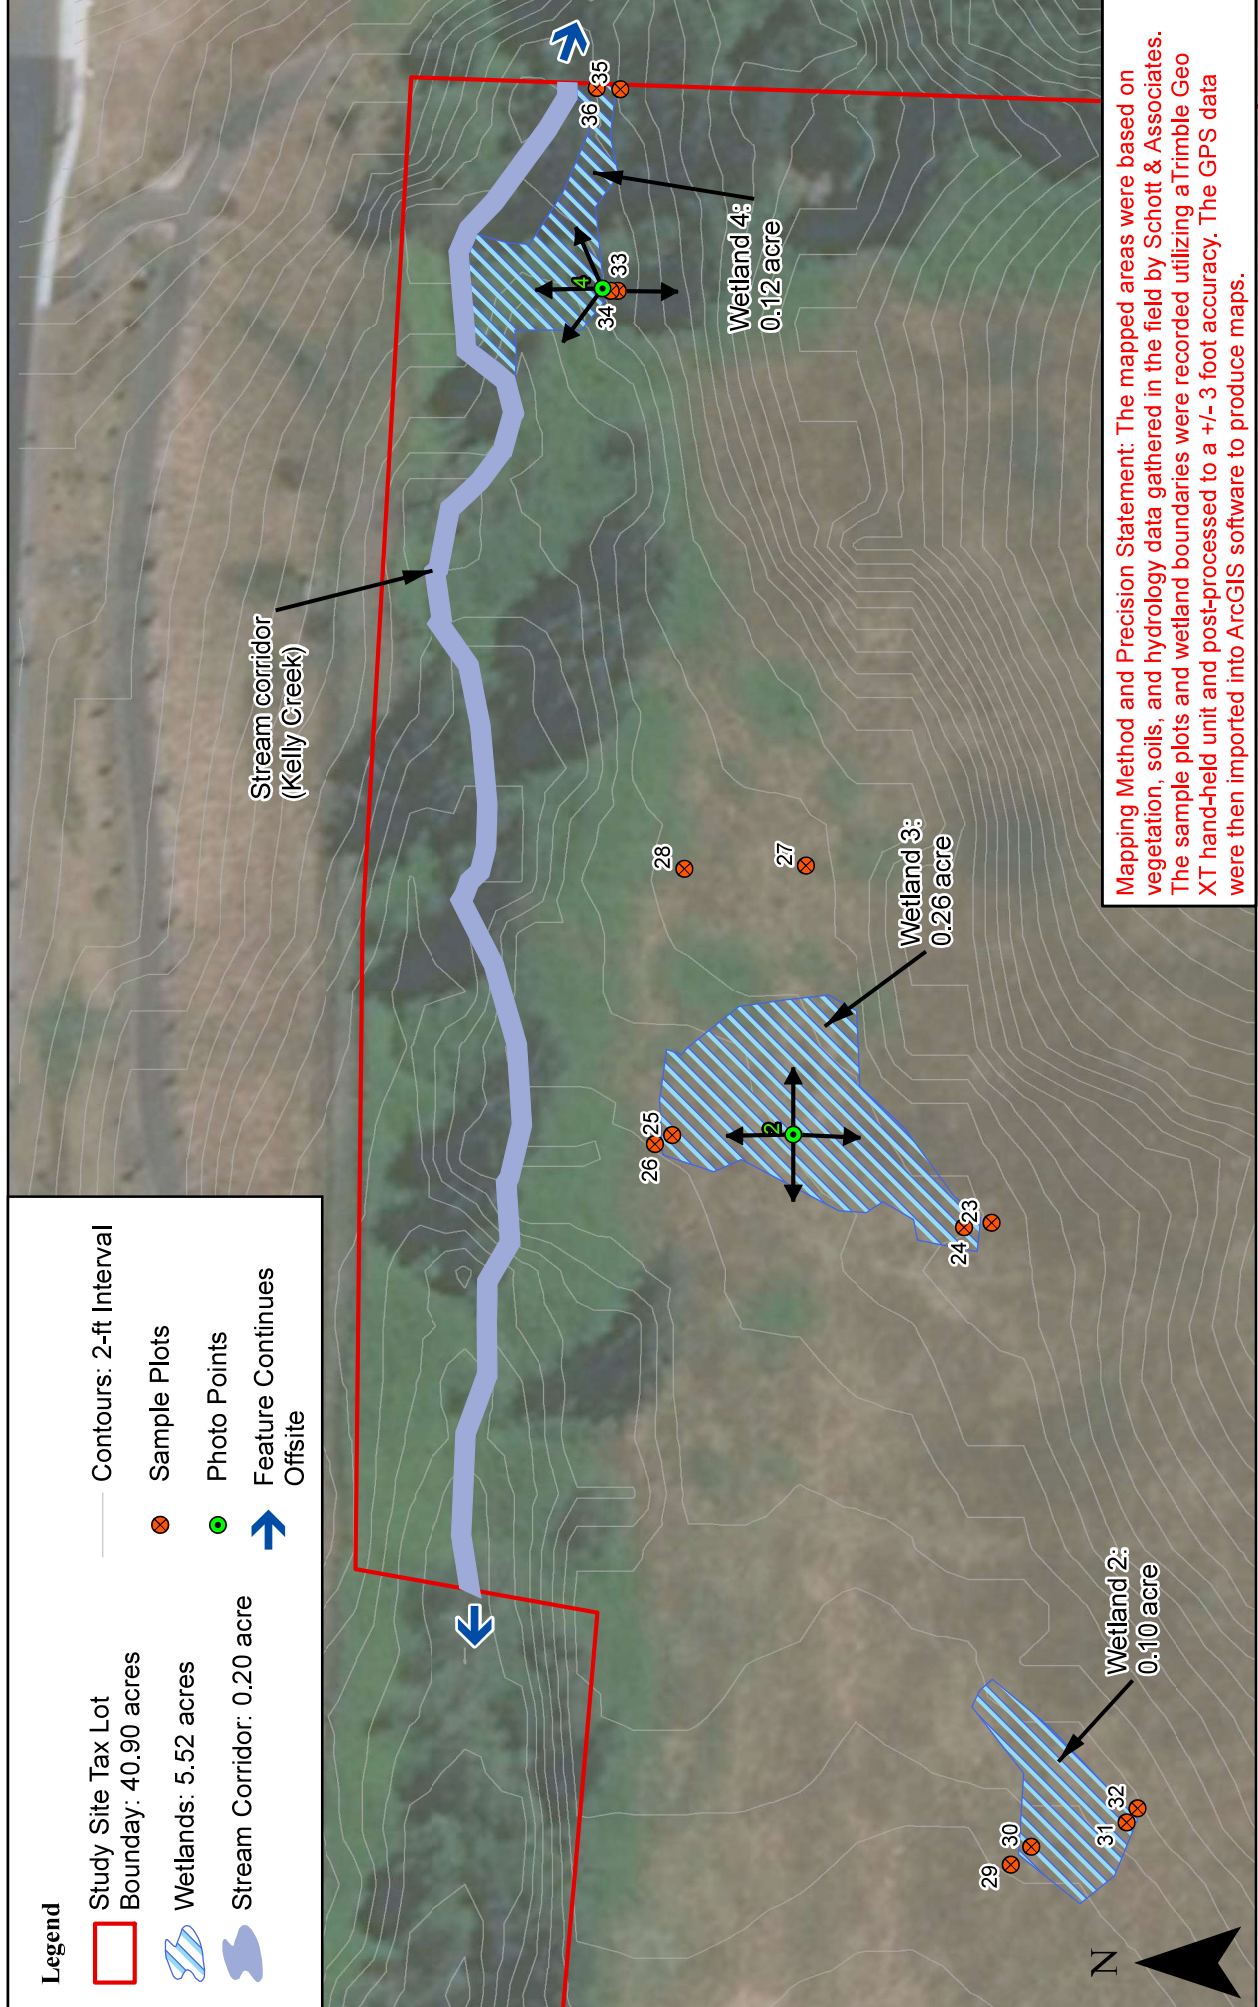 Legend
Study Site Tax Lot
Bounday: 40.90 acres
Wetlands: 5.52 acres
Stream Corridor: 0.20 acre
Contours: 2-ft Interval
Sample Plots
Photo Points
Feature Continues
Offsite
Stream corridor
(Kelly Creek)
36
35
4
34
33
Wetland 4:
0.12 acre
28
27
26
25
2
24
23
Wetland 3:
0.26 acre
29
30
31
32
Wetland 2:
0.10 acre
N
Mapping Method and Precision Statement: The mapped areas were based on
vegetation, soils, and hydrology data gathered in the field by Schott & Associates.
The sample plots and wetland boundaries were recorded utilizing aTrimble Geo
XT hand-held unit and post-processed to a +/- 3 foot accuracy. The GPS data
were then imported into ArcGIS software to produce maps.